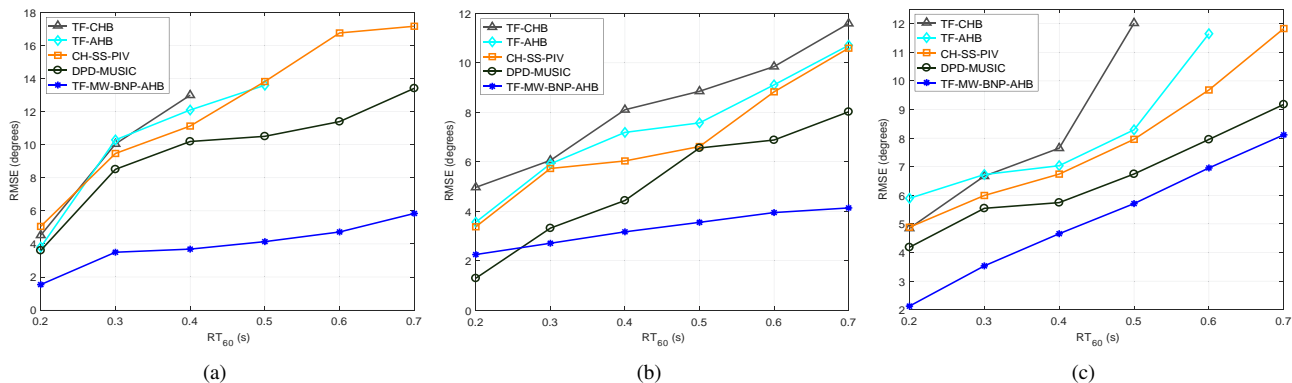 TF-CHB
TF-AHB
CH-SS-PIV
DPD-MUSIC
TF-MW-BNP-AHB
RMSE (degrees)
18
16
14
12
10
8
6
4
2
0
0.2 0.3 0.4 0.5 0.6 0.7
RT60 (s)
(a)
TF-CHB
TF-AHB
CH-SS-PIV
DPD-MUSIC
TF-MW-BNP-AHB
RMSE (degrees)
12
10
8
6
4
2
0
0.2 0.3 0.4 0.5 0.6 0.7
RT60 (s)
(b)
TF-CHB
TF-AHB
CH-SS-PIV
DPD-MUSIC
TF-MW-BNP-AHB
RMSE (degrees)
12
11
10
9
8
7
6
5
4
3
2
0.2 0.3 0.4 0.5 0.6 0.7
RT60 (s)
(c)